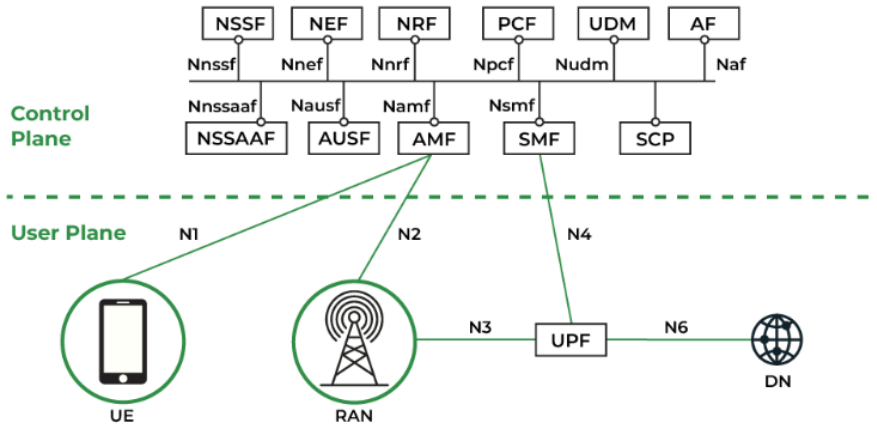 NSSF NEF NRF PCF UDM AF
Nnssf Nnef Nnrf Npcf Nudm Naf
Nnssaaf Nausf Namf Nsmf
Control
Plane
NSSAAF AUSF AMF SMF SCP
User Plane
N1 N2 N4
N3 N6
UPF
DN
UE RAN